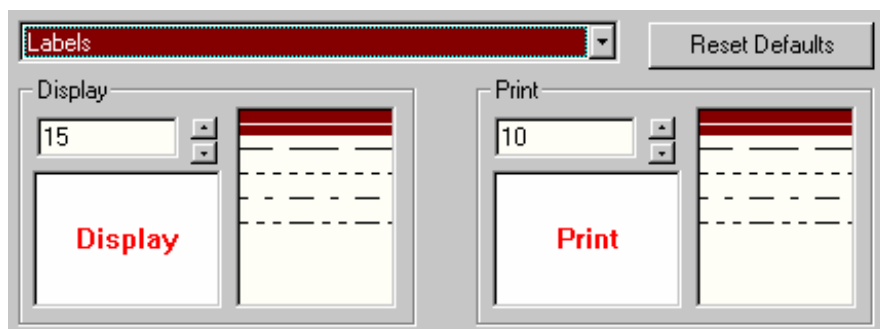 Labels
Reset Defaults
Display
15
Display
Print
10
Print